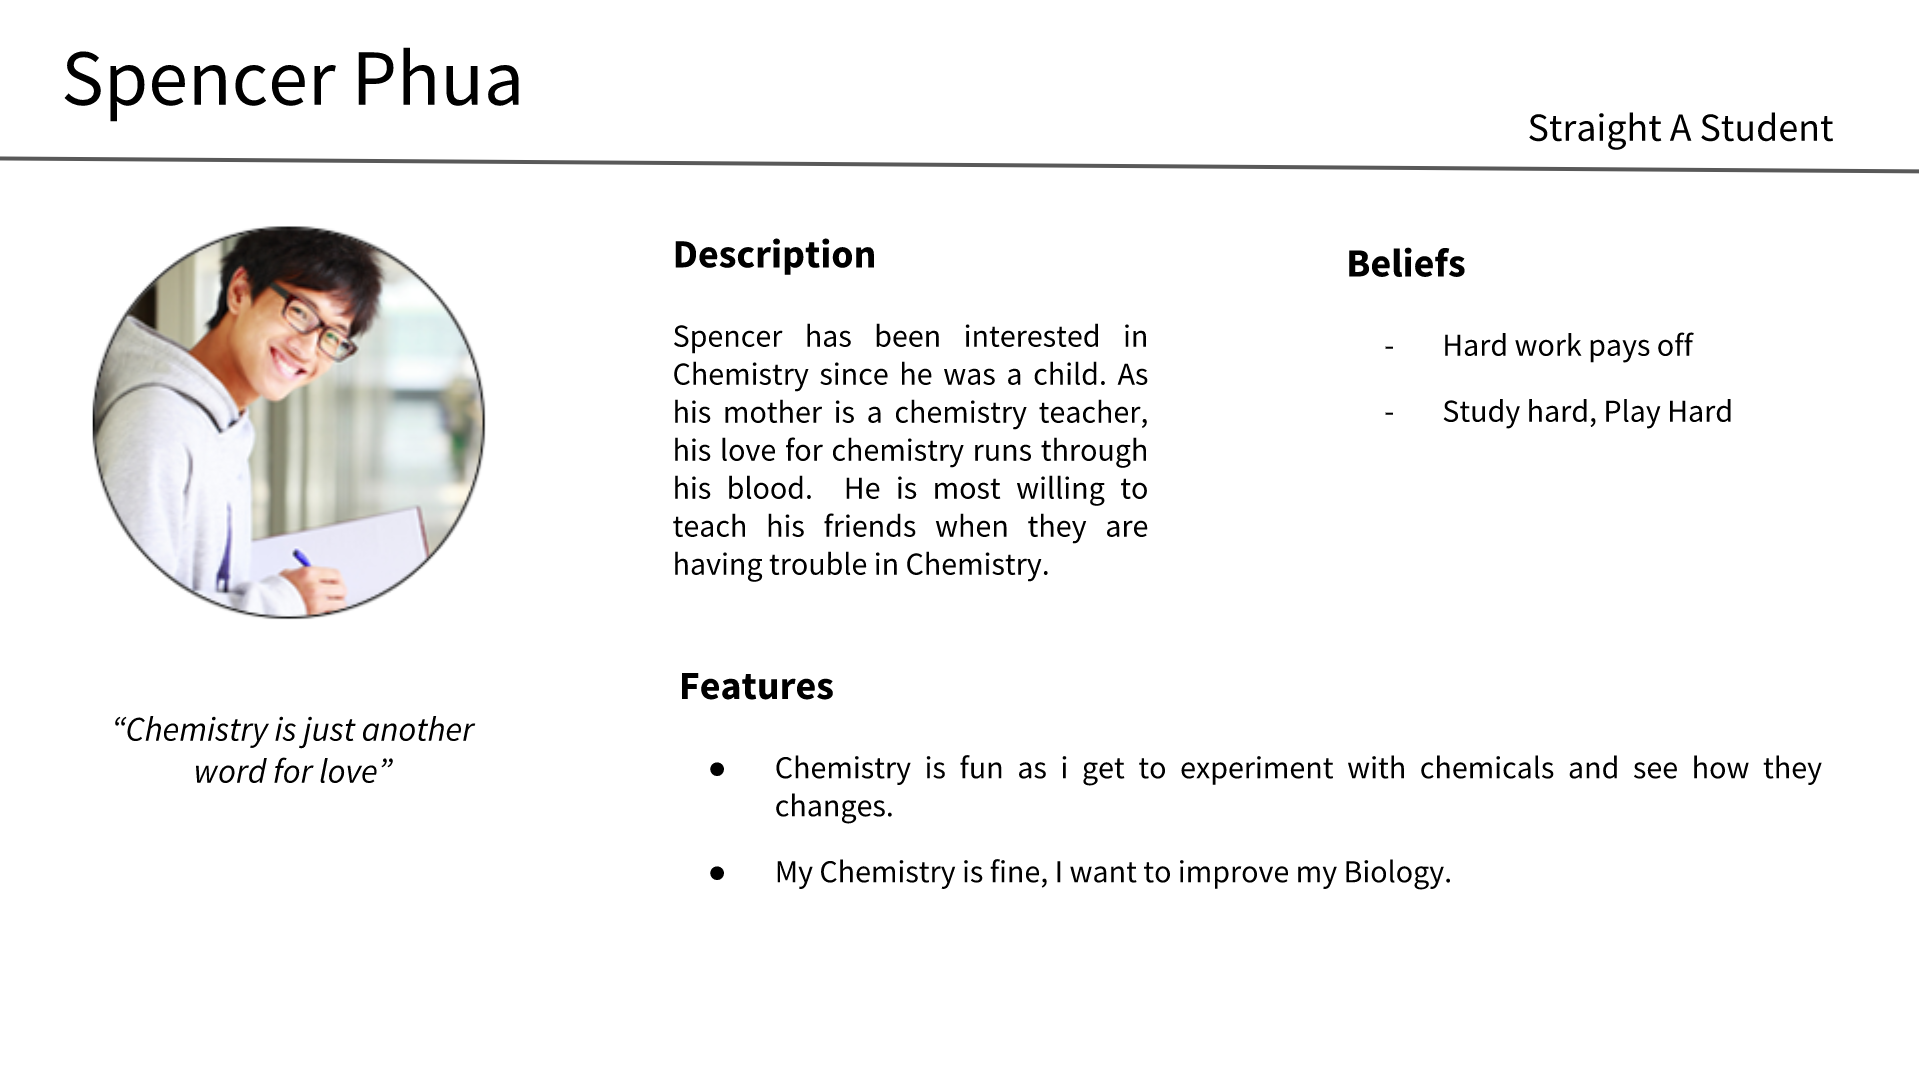 Spencer Phua
Straight A Student
Description
Spencer has been interested in
Chemistry since he was a child. As
his mother is a chemistry teacher,
his love for chemistry runs through
his blood.  He is most willing to
teach his friends when they are
having trouble in Chemistry.
Beliefs
- Hard work pays off
- Study hard, Play Hard
“Chemistry is just another
word for love”
Features
● Chemistry is fun as i get to experiment with chemicals and see how they
changes.
● My Chemistry is fine, I want to improve my Biology.